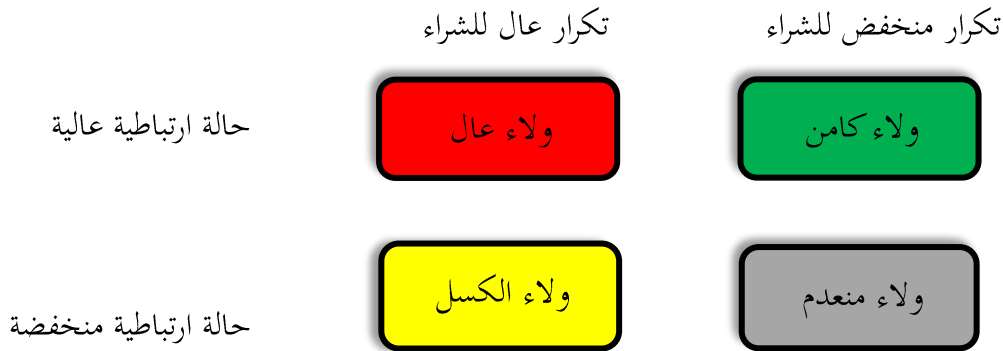 تكرار منخفض للشراء
تكرار عال للشراء
ولاء كامن
ولاء عال
حالة ارتباطية عالية
ولاء منعدم
ولاء الكسل
حالة ارتباطية منخفضة